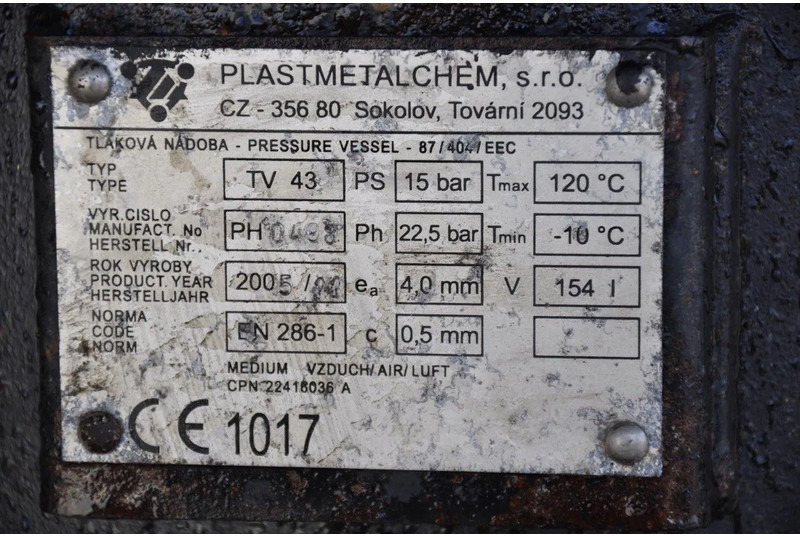 PLASTMETALCHEM, s.r.o.
CZ - 356 80 Sokolov, Tovární 2093
TLAKOVÁ NÁDOBA - PRESSURE VESSEL - 87/404/EEC
TYP
TYPE
TV 43 PS 15 bar Tmax 120 °C
VYR.CISLO
MANUFACT. No
HERSTELL Nr.
PH Ph 22,5 bar Tmin -10 °C
ROK VYROBY
PRODUCT. YEAR
HERSTELLJAHR
2005/ ea 4,0 mm V 154 l
NORMA
CODE
NORM
EN 286-1 c 0,5 mm
MEDIUM VZDUCH/AIR/LUFT
CPN 22418036 A
CE 1017